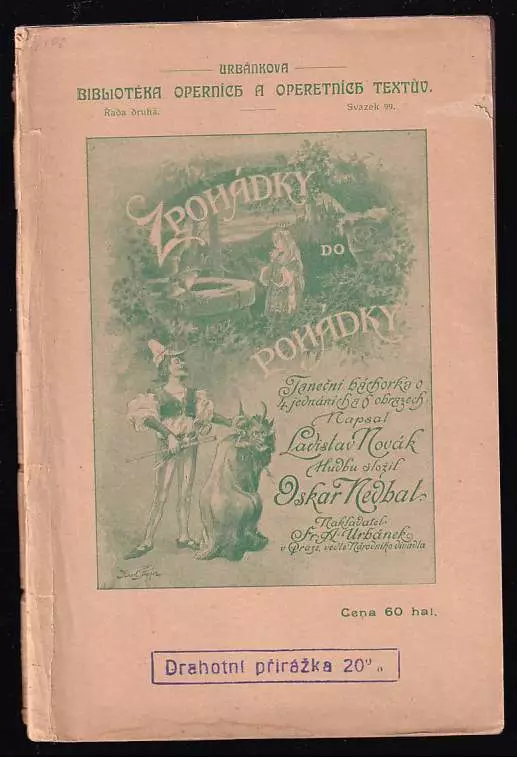 URBÁNKOVA
BIBLIOTÉKA OPERNÍCH A OPERETNÍCH TEXTŮV.
Řada druhá. Svazek 99.
Z POHÁDKY
DO
POHÁDKY
Taneční báchorka o
4 jednáních a 6 obrazech
Napsal
Ladislav Novák
Hudbu složil
Oskar Nedbal
Nakladatel
Fr. A. Urbánek
v Praze, vedle Národního divadla
Cena 60 hal.
Drahotní přirážka 20%